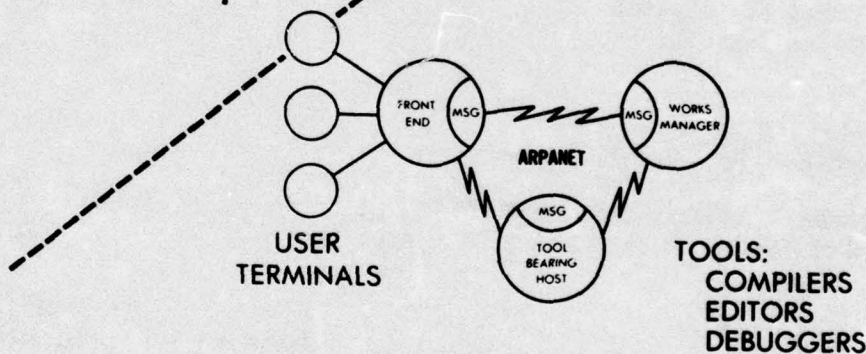 FRONT
END
MSG
MSG
WORKS
MANAGER
ARPANET
MSG
TOOL
BEARING
HOST
USER
TERMINALS
TOOLS:
COMPILERS
EDITORS
DEBUGGERS